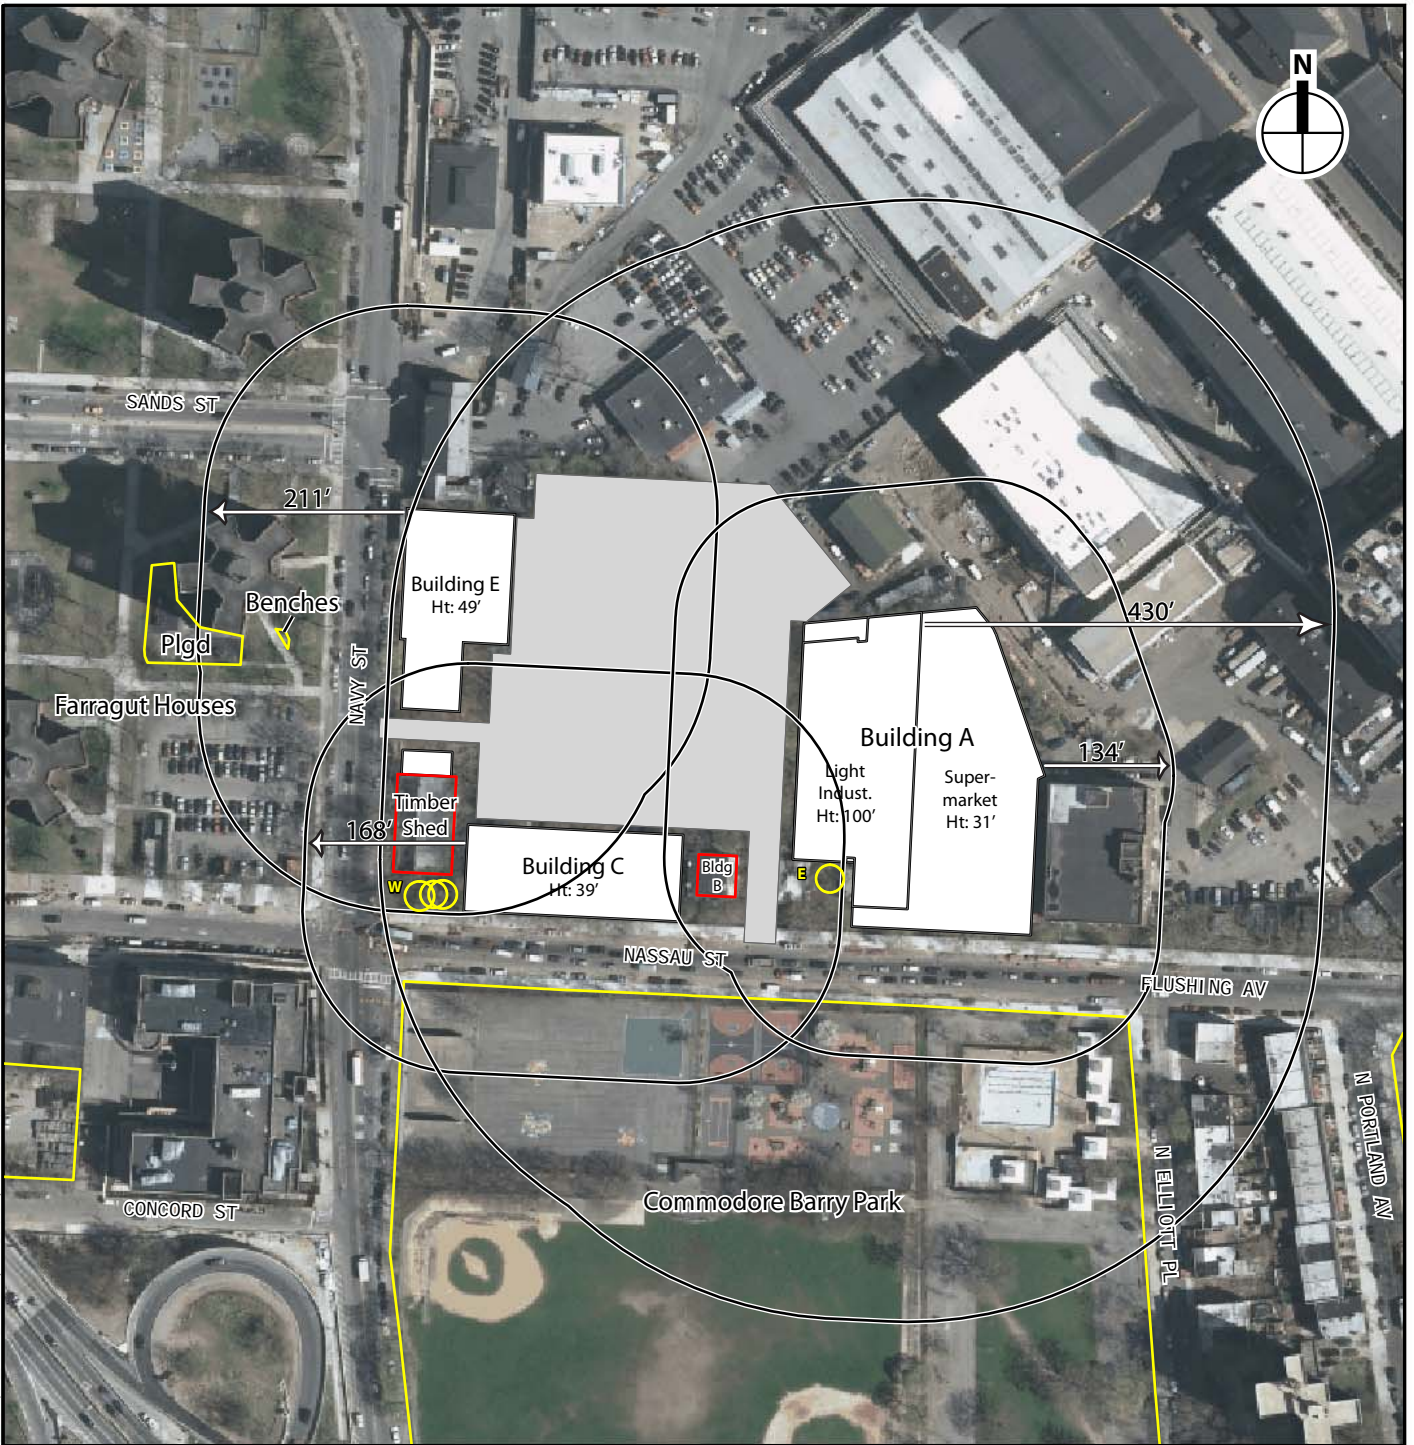 N
SANDS ST
211’
Building E
Ht: 49’
Benches
430’
Plgd
NAVY ST
Farragut Houses
Building A
134’
Light
Indust.
Ht: 100’
Super-
market
Ht: 31’
Timber
Shed
168’
Building C
Ht: 39’
Bldg
B
E
W
NASSAU ST
FLUSHING AV
N PORTLAND AV
N ELLIOTT PL
Commodore Barry Park
CONCORD ST